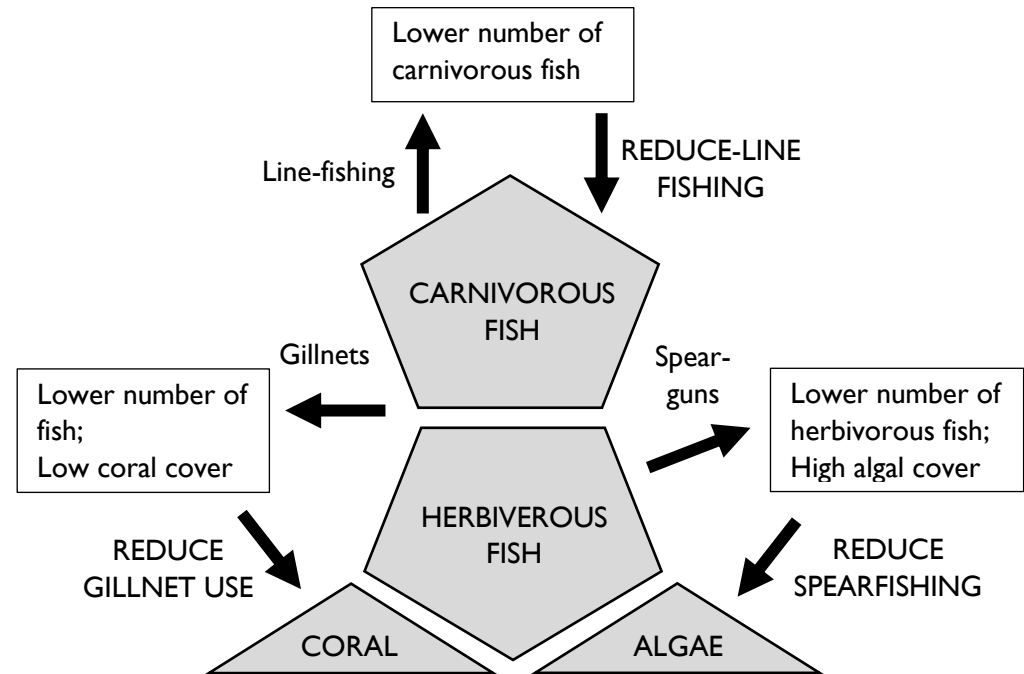 Lower number of
carnivorous fish
Line-fishing
REDUCE-LINE
FISHING
CARNIVOROUS
FISH
Gillnets
Spear-
guns
Lower number of
fish;
Low coral cover
Lower number of
herbivorous fish;
High algal cover
HERBIVEROUS
FISH
REDUCE
GILLNET USE
REDUCE
SPEARFISHING
CORAL
ALGAE